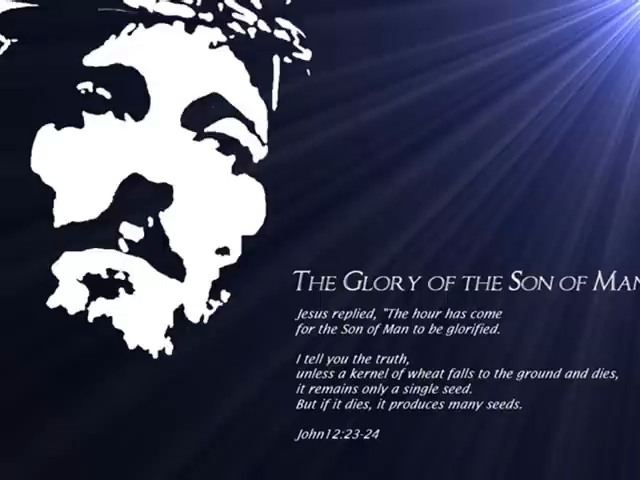 THE GLORY OF THE SON OF MAN
Jesus replied, "The hour has come
for the Son of Man to be glorified.
I tell you the truth,
unless a kernel of wheat falls to the ground and dies,
it remains only a single seed.
But if it dies, it produces many seeds.
John12:23-24